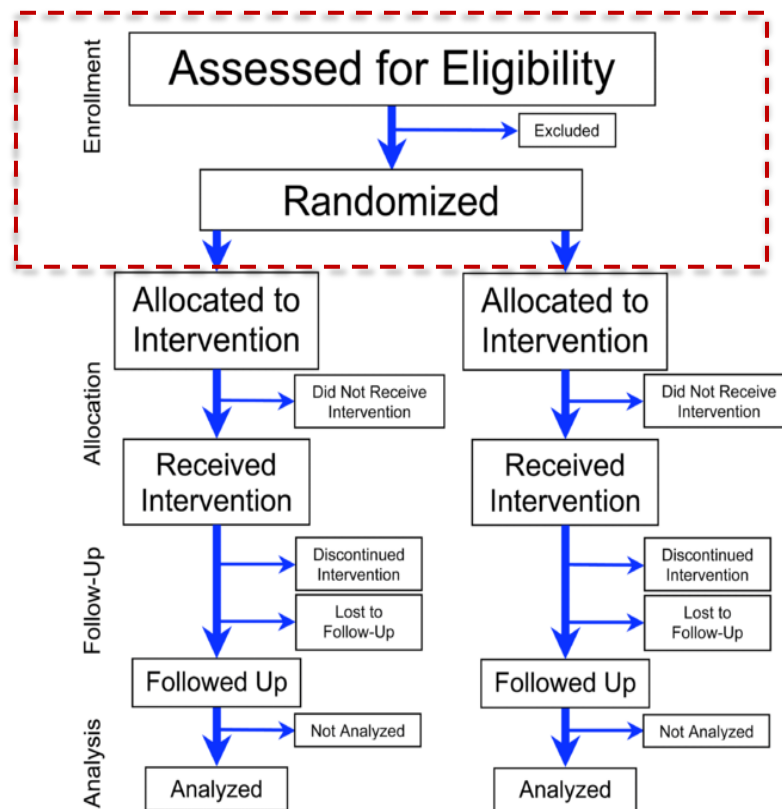 Enrollment
Assessed for Eligibility
Excluded
Randomized
Allocated to
Intervention
Allocated to
Intervention
Allocation
Did Not Receive
Intervention
Did Not Receive
Intervention
Received
Intervention
Received
Intervention
Follow-Up
Discontinued
Intervention
Discontinued
Intervention
Lost to
Follow-Up
Lost to
Follow-Up
Followed Up
Followed Up
Analysis
Not Analyzed
Not Analyzed
Analyzed
Analyzed